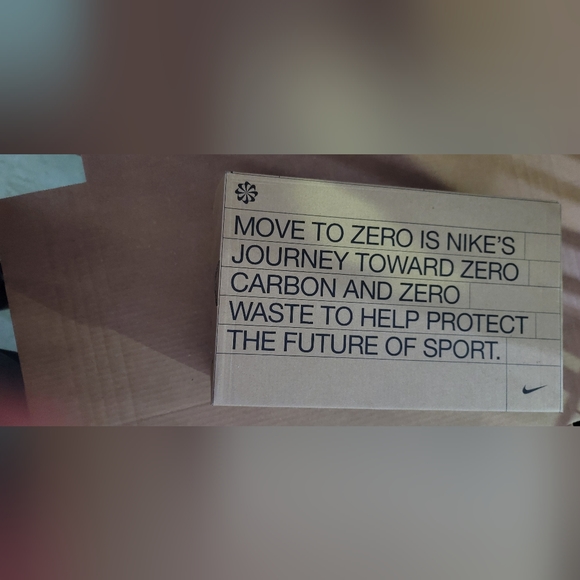 MOVE TO ZERO IS NIKE'S
JOURNEY TOWARD ZERO
CARBON AND ZERO
WASTE TO HELP PROTECT
THE FUTURE OF SPORT.